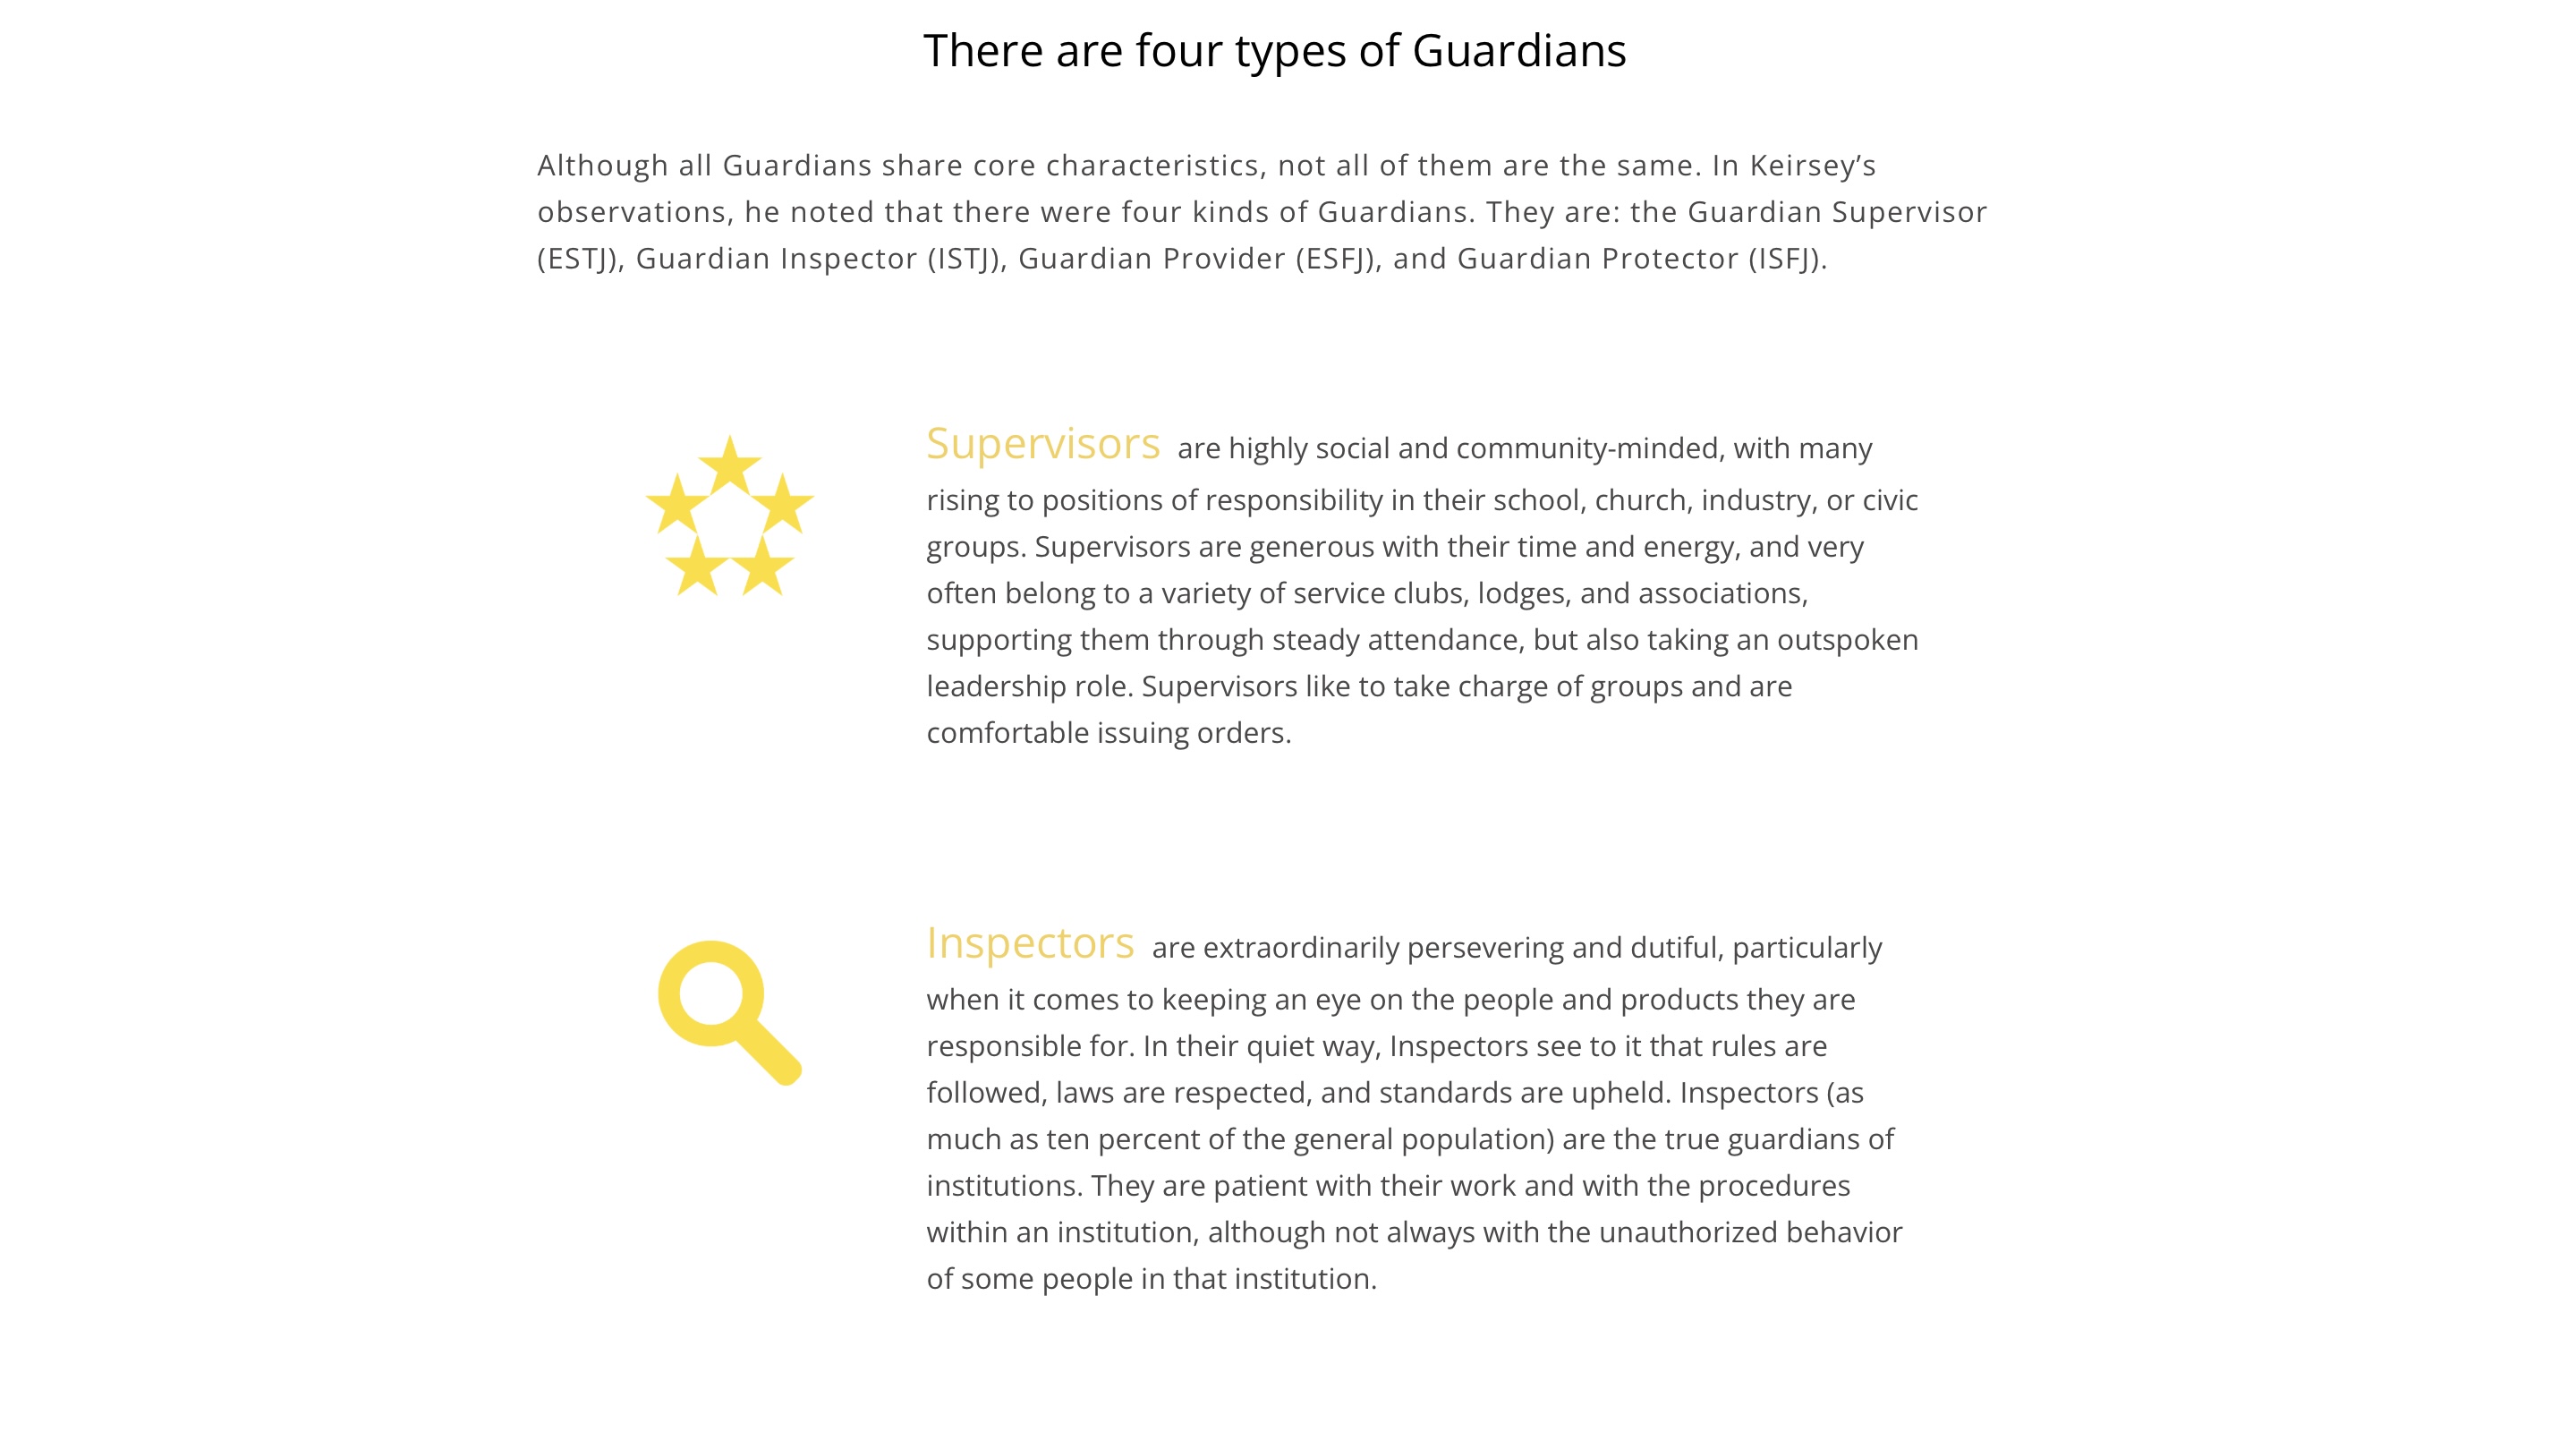 There are four types of Guardians
Although all Guardians share core characteristics, not all of them are the same. In Keirsey’s
observations, he noted that there were four kinds of Guardians. They are: the Guardian Supervisor
(ESTJ), Guardian Inspector (ISTJ), Guardian Provider (ESFJ), and Guardian Protector (ISFJ).
Supervisors are highly social and community-minded, with many
rising to positions of responsibility in their school, church, industry, or civic
groups. Supervisors are generous with their time and energy, and very
often belong to a variety of service clubs, lodges, and associations,
supporting them through steady attendance, but also taking an outspoken
leadership role. Supervisors like to take charge of groups and are
comfortable issuing orders.
Inspectors are extraordinarily persevering and dutiful, particularly
when it comes to keeping an eye on the people and products they are
responsible for. In their quiet way, Inspectors see to it that rules are
followed, laws are respected, and standards are upheld. Inspectors (as
much as ten percent of the general population) are the true guardians of
institutions. They are patient with their work and with the procedures
within an institution, although not always with the unauthorized behavior
of some people in that institution.